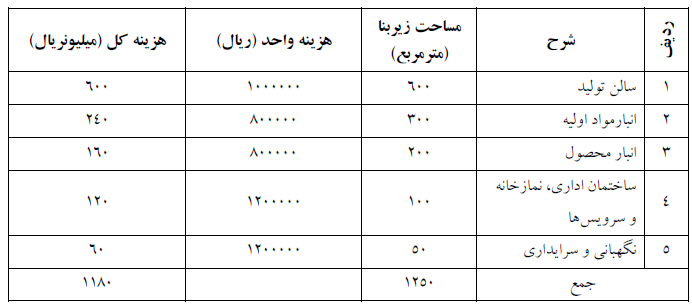 ردیف شرح مساحت زیربنا (مترمربع) هزینه واحد (ریال) هزینه کل (میلیونریال)
۱ سالن تولید ۶۰۰ ۱۰۰۰۰۰۰ ۶۰۰
۲ انبارمواد اولیه ۳۰۰ ۸۰۰۰۰۰ ۲٤۰
۳ انبار محصول ۲۰۰ ۸۰۰۰۰۰ ۱۶۰
٤ ساختمان اداری، نمازخانه و سرویس‌ها ۱۰۰ ۱۲۰۰۰۰۰ ۱۲۰
۵ نگهبانی و سرایداری ۵۰ ۱۲۰۰۰۰۰ ۶۰
جمع ۱۲۵۰ ۱۱۸۰